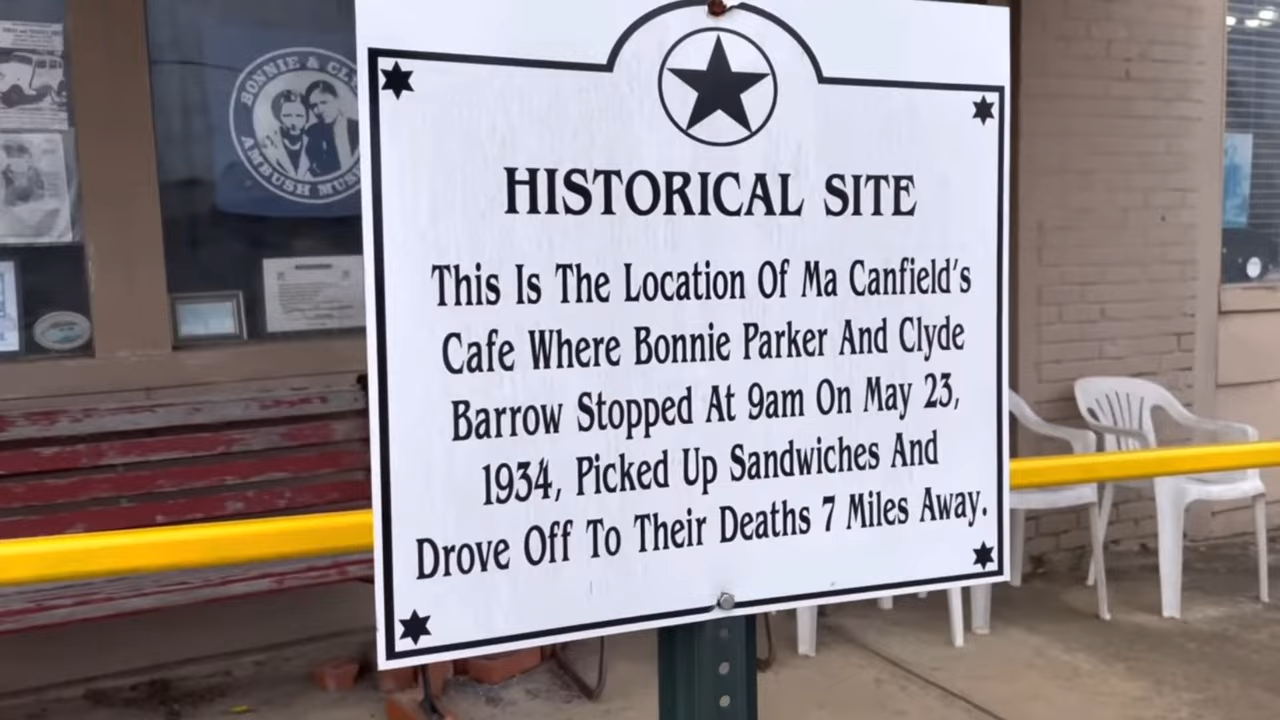 BONNIE & CL
AMBUSH MUS
HISTORICAL SITE
This Is The Location Of Ma Canfield's
Cafe Where Bonnie Parker And Clyde
Barrow Stopped At 9am On May 23,
1934, Picked Up Sandwiches And
Drove Off To Their Deaths 7 Miles Away.